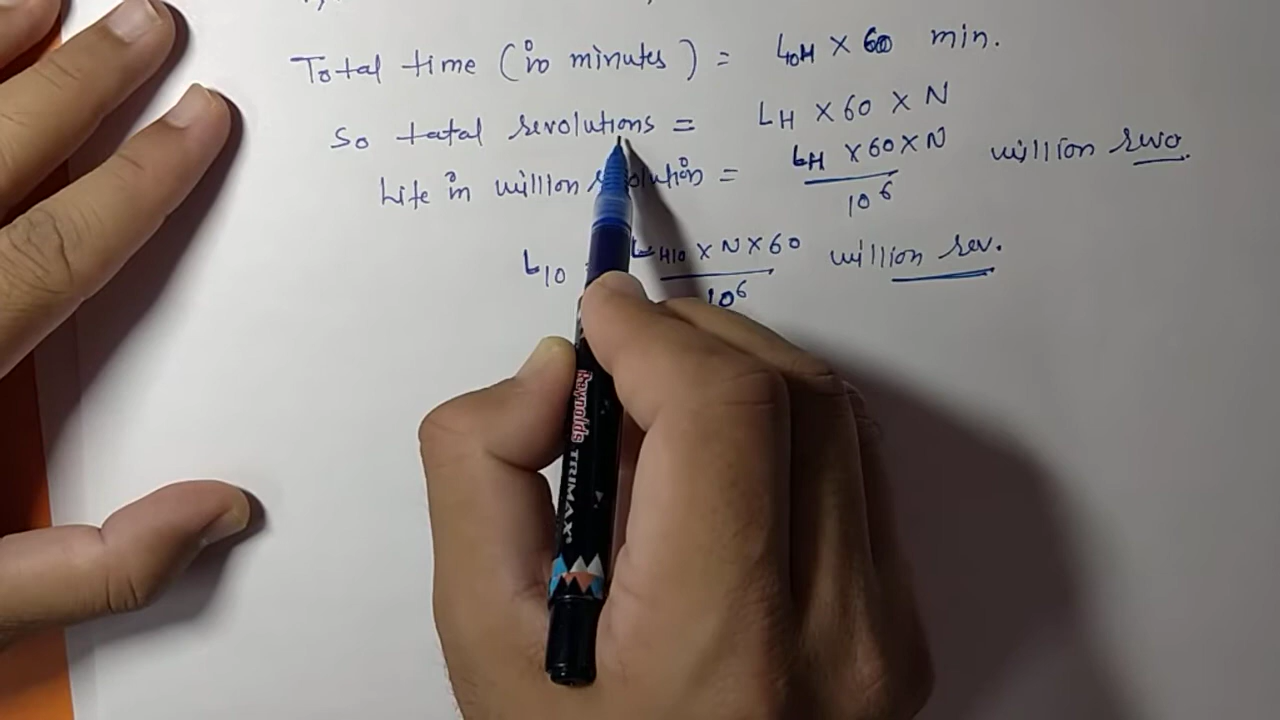 Total time (in minutes) = LH × 60 min.
So total revolutions = LH × 60 × N
Life in million revolution = LH × 60 × N / 10⁶ million revo.
L10 = LH10 × N × 60 / 10⁶ million rev.
Reynolds TRIMAX